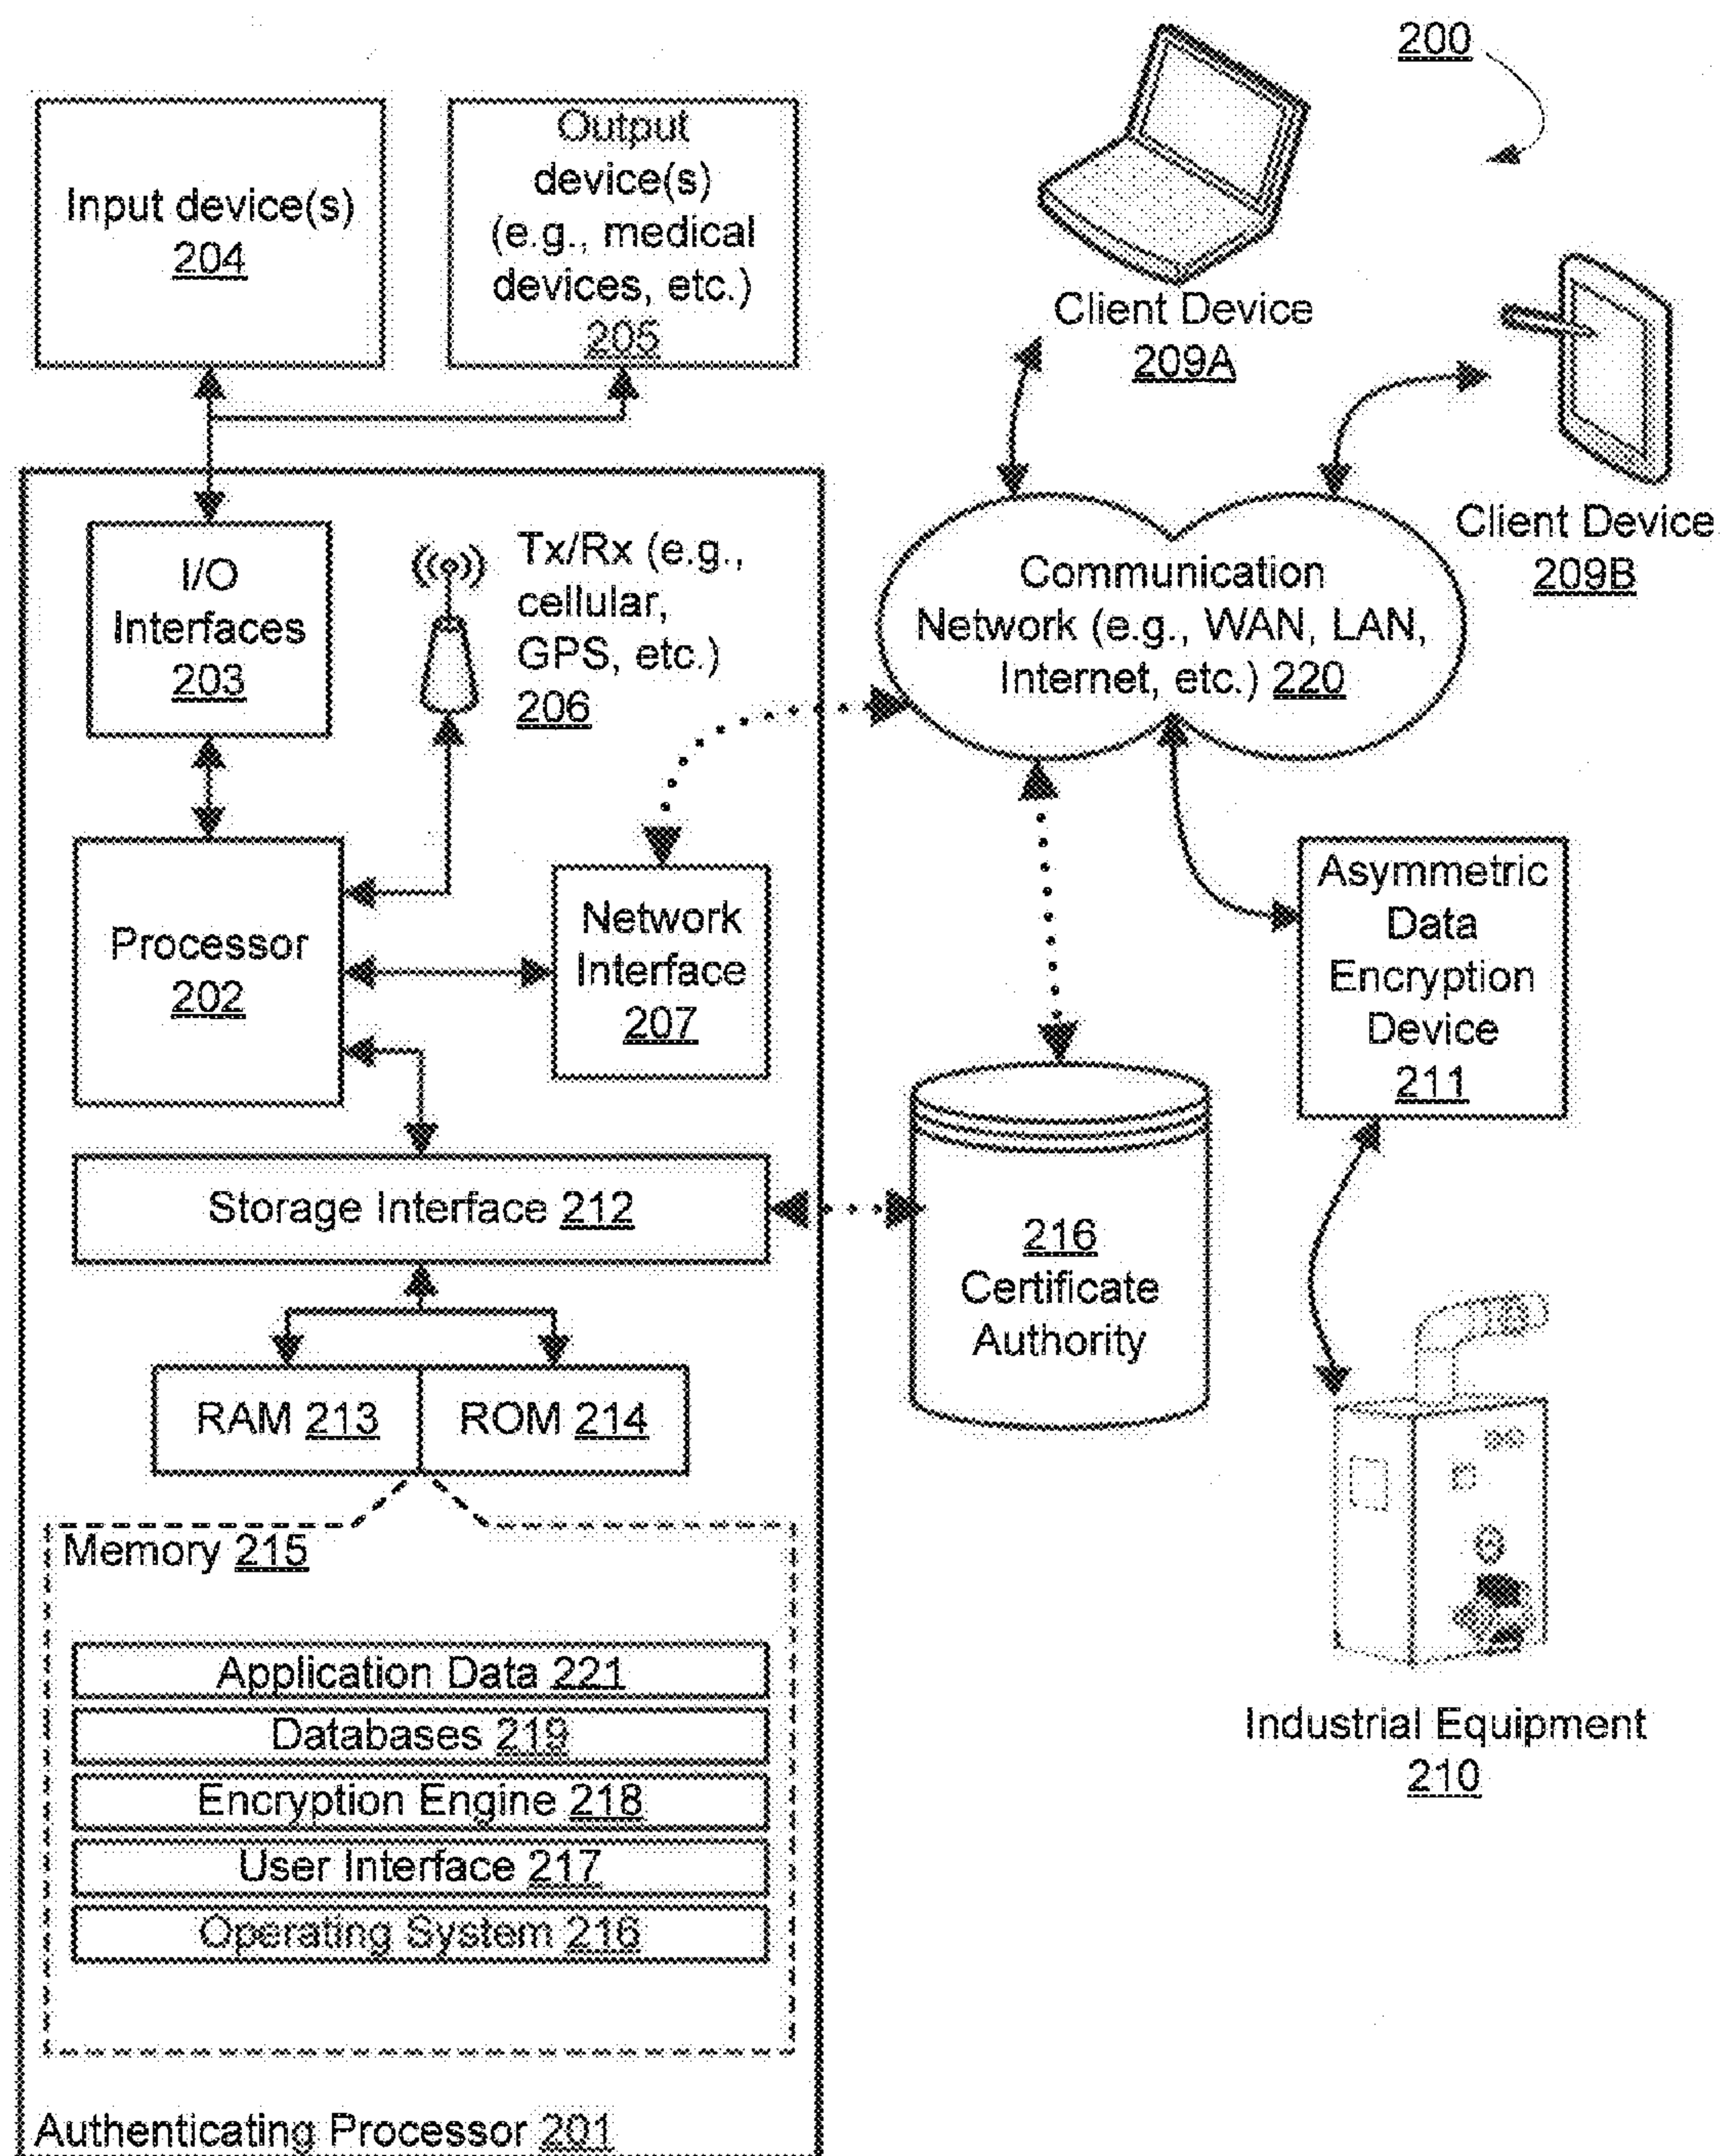 200
Input device(s)
204
Output
device(s)
(e.g., medical
devices, etc.)
205
Client Device
209A
Client Device
209B
I/O
Interfaces
203
Tx/Rx (e.g.,
cellular,
GPS, etc.)
206
Communication
Network (e.g., WAN, LAN,
Internet, etc.) 220
Processor
202
Network
Interface
207
Asymmetric
Data
Encryption
Device
211
Storage Interface 212
216
Certificate
Authority
RAM 213
ROM 214
Memory 215
Application Data 221
Databases 219
Encryption Engine 218
User Interface 217
Operating System 216
Industrial Equipment
210
Authenticating Processor 201